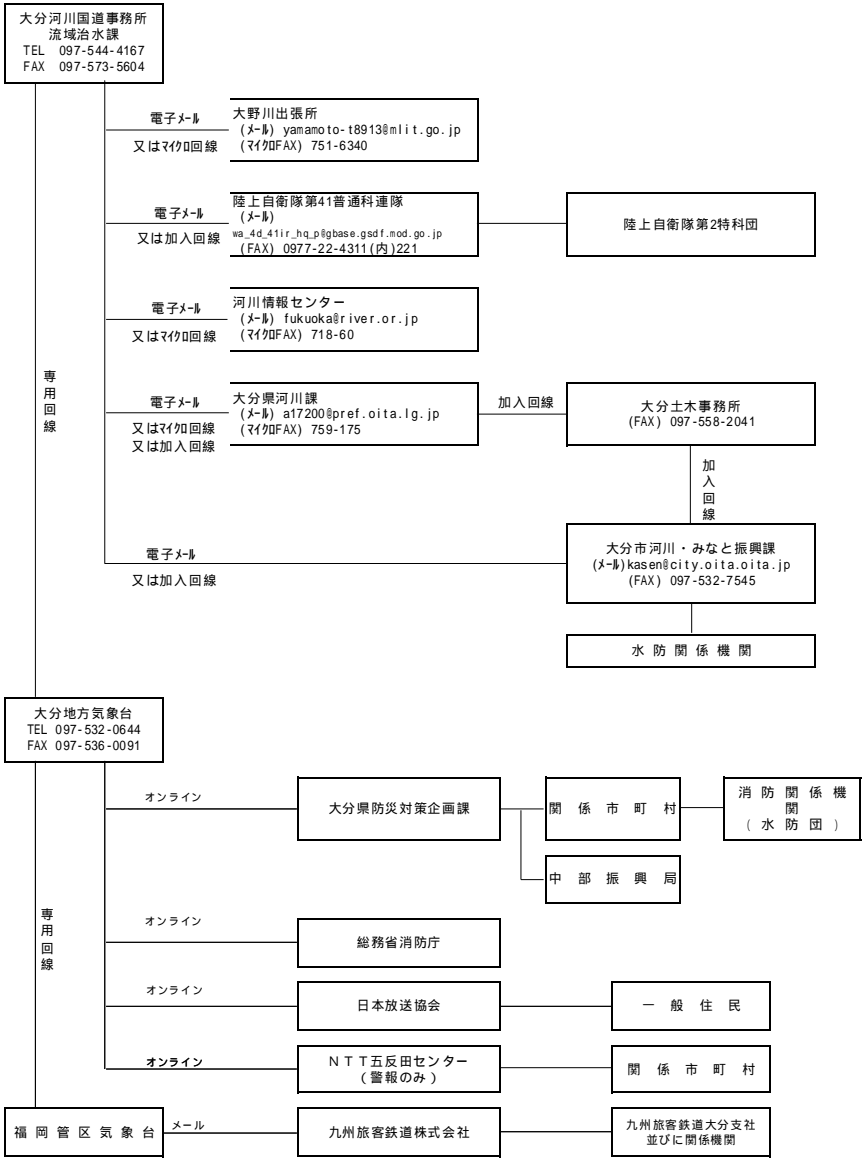 大分河川国道事務所
流域治水課
TEL 097-544-4167
FAX 097-573-5604
電子メール
又はマイクロ回線
大野川出張所
(メール) yamamoto-t8913@mlit.go.jp
(マイクロFAX) 751-6340
電子メール
又は加入回線
陸上自衛隊第41普通科連隊
(メール)
wa_4d_41ir_hq_p@gbase.gsdf.mod.go.jp
(FAX) 0977-22-4311(内)221
陸上自衛隊第2特科団
電子メール
又はマイクロ回線
河川情報センター
(メール) fukuoka@river.or.jp
(マイクロFAX) 718-60
専用回線
電子メール
又はマイクロ回線
又は加入回線
大分県河川課
(メール) a17200@pref.oita.lg.jp
(マイクロFAX) 759-175
加入回線
大分土木事務所
(FAX) 097-558-2041
加入回線
電子メール
又は加入回線
大分市河川・みなと振興課
(メール)kasen@city.oita.oita.jp
(FAX) 097-532-7545
水防関係機関
大分地方気象台
TEL 097-532-0644
FAX 097-536-0091
オンライン
大分県防災対策企画課
関係市町村
消防関係機
関
(水防団)
中部振興局
専用回線
オンライン
総務省消防庁
オンライン
日本放送協会
一般住民
オンライン
NTT五反田センター
(警報のみ)
関係市町村
福岡管区気象台
メール
九州旅客鉄道株式会社
九州旅客鉄道大分支社
並びに関係機関